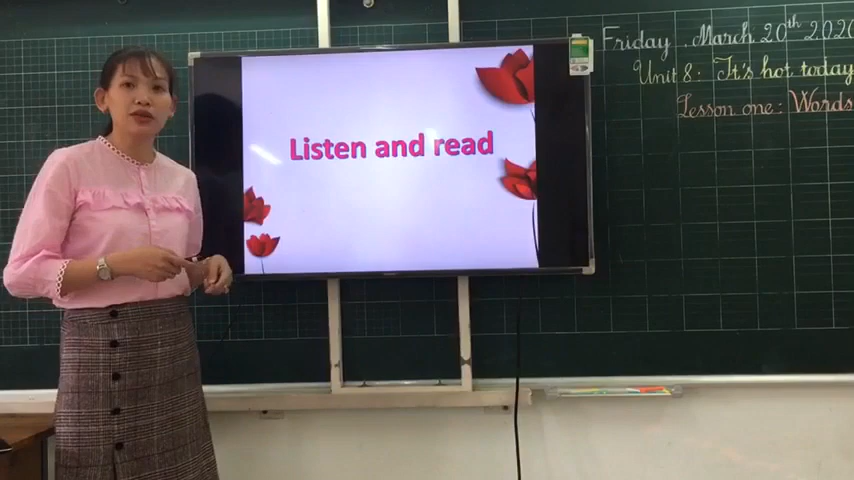 Listen and read
Friday, March 20th 2020
Unit 8: It's hot today
Lesson one: Words